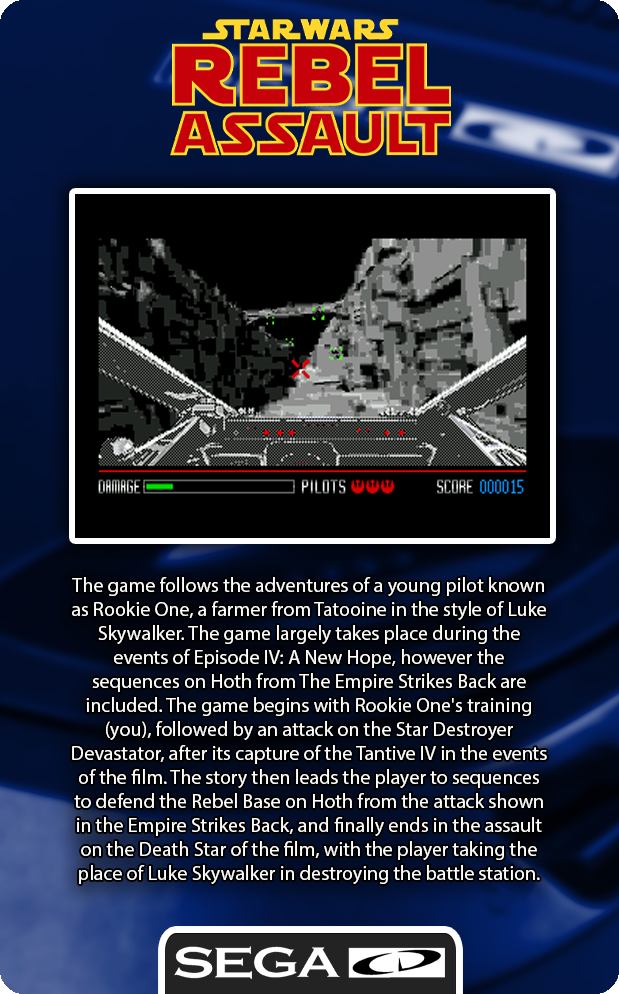 STAR WARS
REBEL
ASSAULT
DAMAGE PILOTS SCORE 000015
The game follows the adventures of a young pilot known
as Rookie One, a farmer from Tatooine in the style of Luke
Skywalker. The game largely takes place during the
events of Episode IV: A New Hope, however the
sequences on Hoth from The Empire Strikes Back are
included. The game begins with Rookie One's training
(you), followed by an attack on the Star Destroyer
Devastator, after its capture of the Tantive IV in the events
of the film. The story then leads the player to sequences
to defend the Rebel Base on Hoth from the attack shown
in the Empire Strikes Back, and finally ends in the assault
on the Death Star of the film, with the player taking the
place of Luke Skywalker in destroying the battle station.
SEGA CD